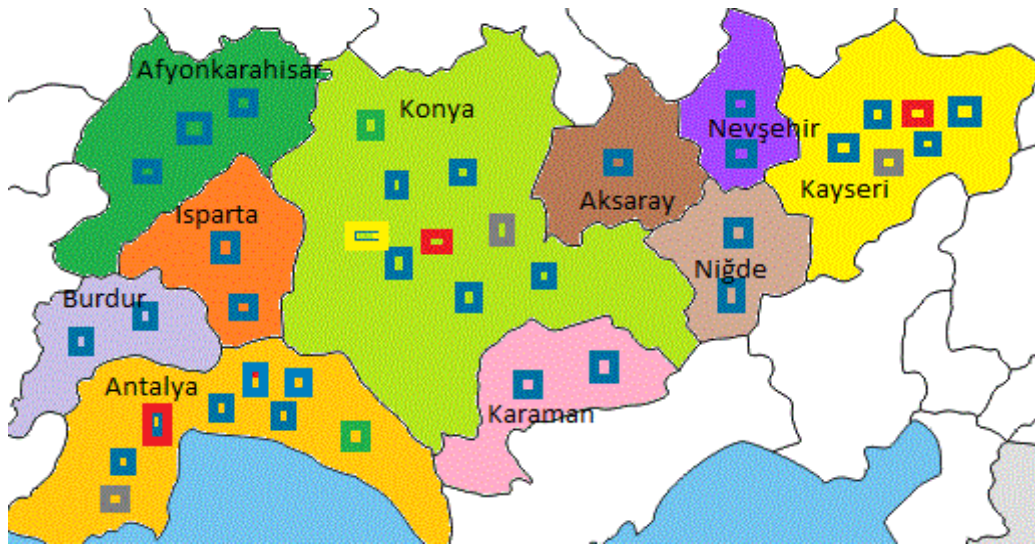 Afyonkarahisar
Konya
Nevşehir
Kayseri
Aksaray
Isparta
Niğde
Burdur
Antalya
Karaman